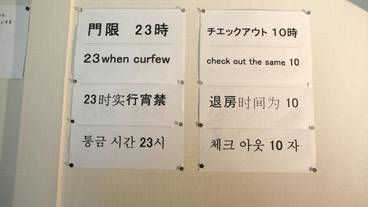 門限 23時
23when curfew
23时实行宵禁
통금 시간 23시
チエックアウト 10時
check out the same 10
退房时间为 10
체크 아웃 10 자